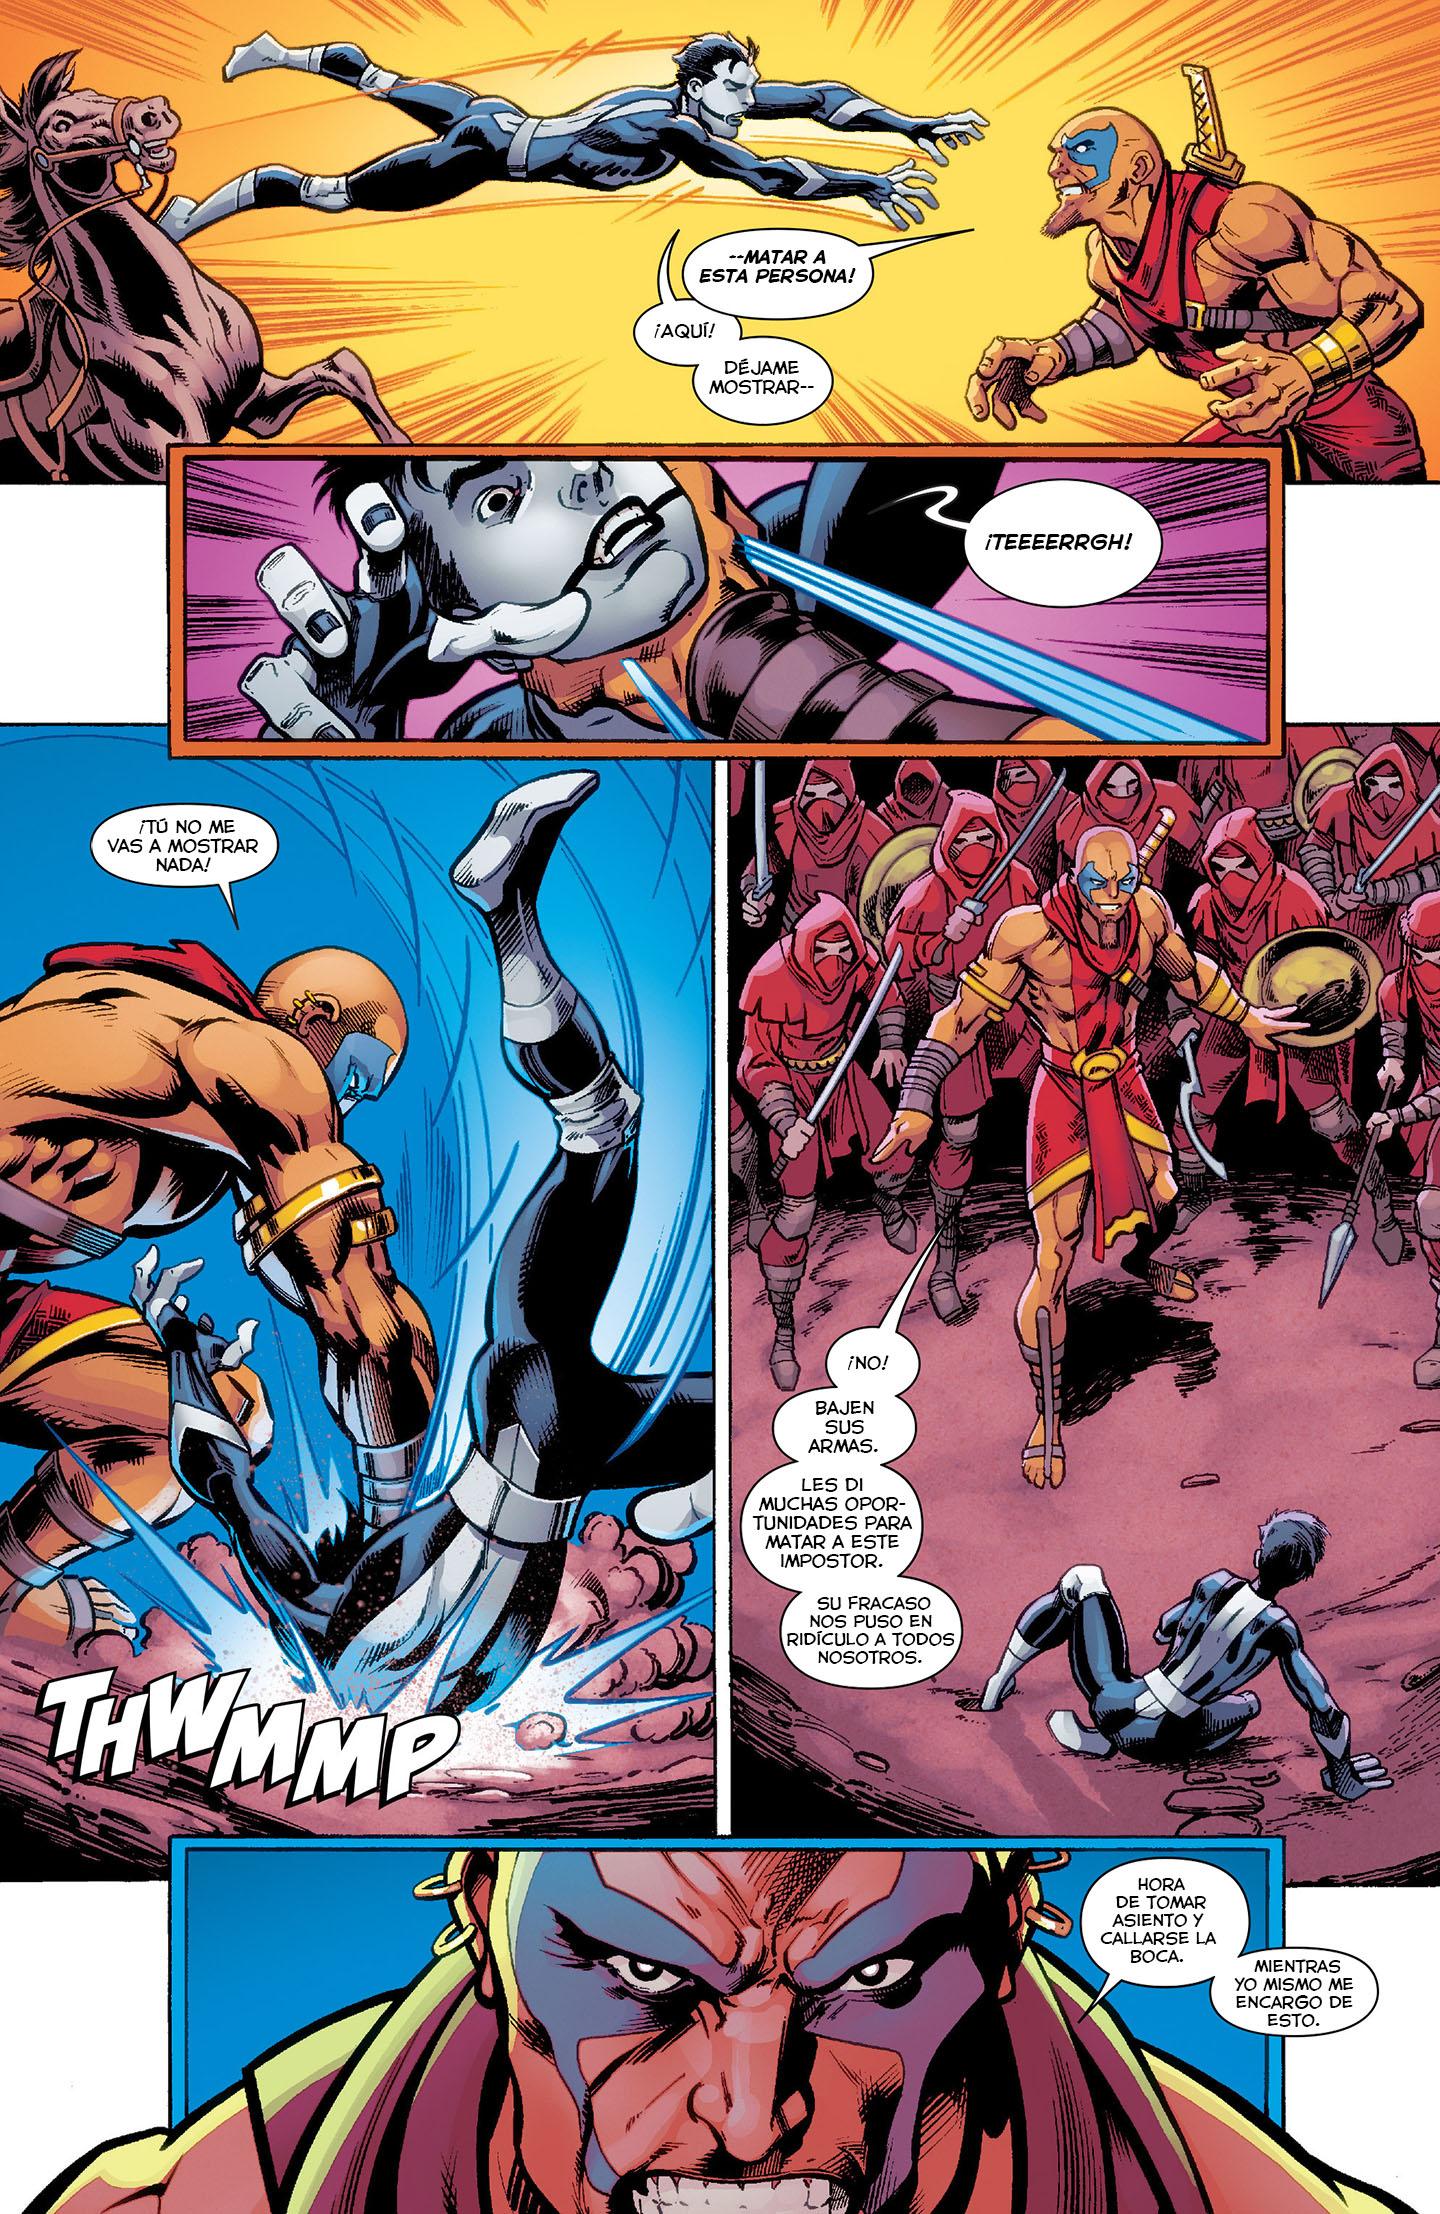 --MATAR A
ESTA PERSONA!
¡AQUÍ!
DÉJAME
MOSTRAR--
¡TEEEERRGH!
¡TÚ NO ME
VAS A MOSTRAR
NADA!
THWMMMP
¡NO!
BAJEN
SUS
ARMAS.
LES DI
MUCHAS OPOR-
TUNIDADES PARA
MATAR A ESTE
IMPOSTOR.
SU FRACASO
NOS PUSO EN
RIDÍCULO A TODOS
NOSOTROS.
HORA
DE TOMAR
ASIENTO Y
CALLARSE LA
BOCA.
MIENTRAS
YO MISMO ME
ENCARGO DE
ESTO.